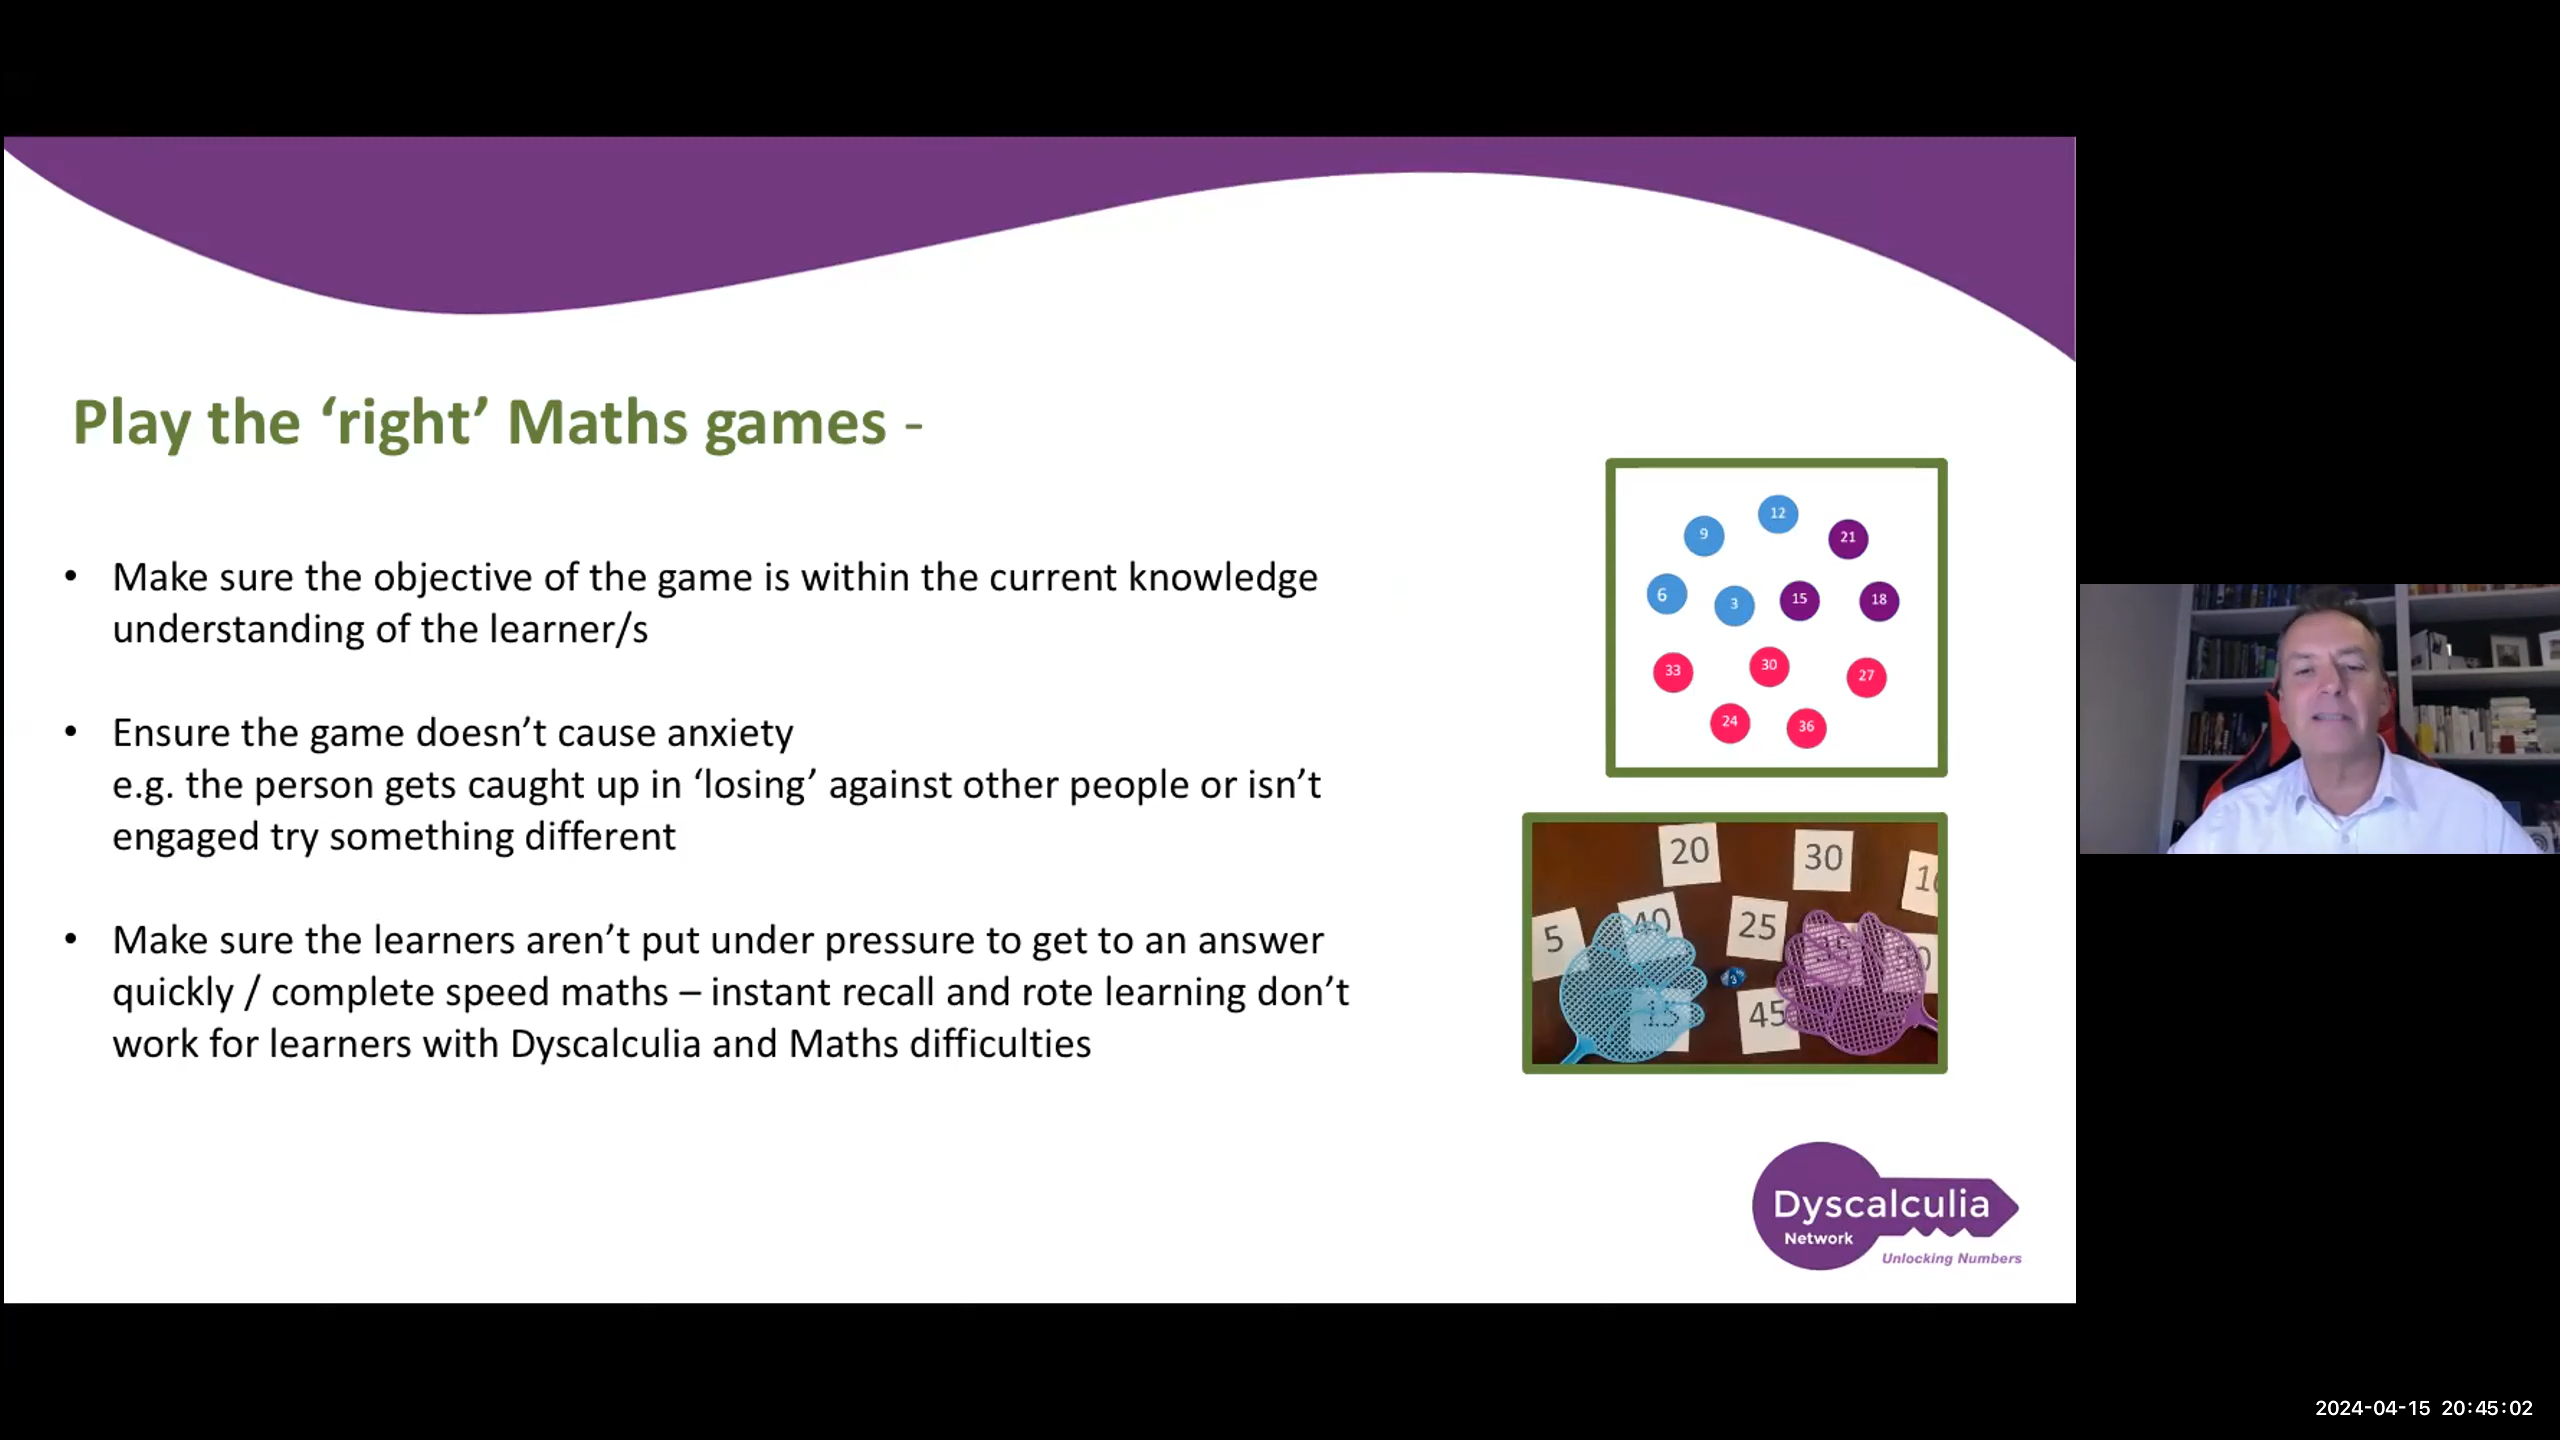 Play the ‘right’ Maths games -
• Make sure the objective of the game is within the current knowledge
understanding of the learner/s
• Ensure the game doesn’t cause anxiety
e.g. the person gets caught up in ‘losing’ against other people or isn’t
engaged try something different
• Make sure the learners aren’t put under pressure to get to an answer
quickly / complete speed maths – instant recall and rote learning don’t
work for learners with Dyscalculia and Maths difficulties
12
9
21
6
3
15
18
33
30
27
24
36
20
30
5
40
25
3
15
45
Dyscalculia
Network
Unlocking Numbers
2024-04-15 20:45:02